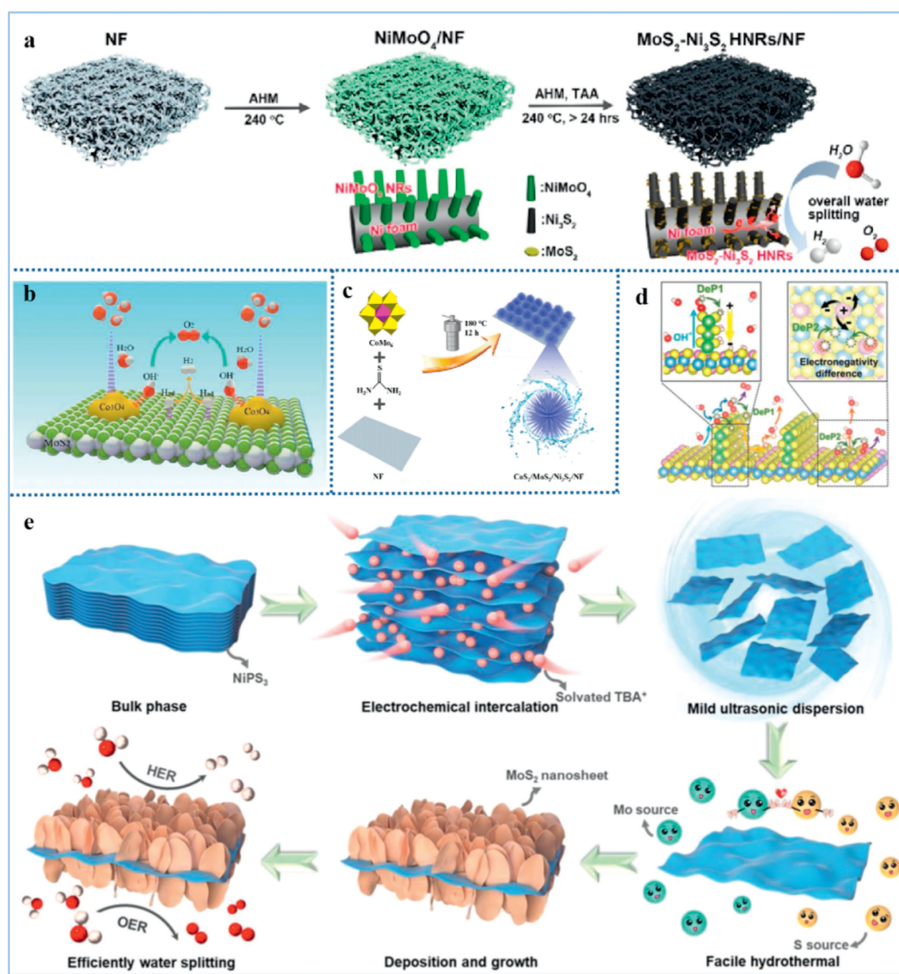 a
NF
NiMoO₄/NF
MoS₂-Ni₃S₂ HNRs/NF
AHM
240 °C
AHM, TAA
240 °C, > 24 hrs
NiMoO₄ NRs
Ni foam
:NiMoO₄
:Ni₃S₂
:MoS₂
Ni foam
e⁻ e⁻ e⁻
MoS₂-Ni₃S₂ HNRs
H₂O
overall water
splitting
H₂
O₂
b
O₂
H2O
H2
H2O
OH⁻
OH⁻
Had
Had
Co3O4
Co3O4
MoS2
c
CoMo₆
+
S
H₂N
NH₂
+
NF
180 °C
12 h
CoS₂/MoS₂/Ni₃S₂/NF
d
DeP1
+
OH⁻
-
DeP2
+
-
-
-
Electronegativity
difference
DeP1
DeP2
e
NiPS₃
Bulk phase
Solvated TBA⁺
Electrochemical intercalation
Mild ultrasonic dispersion
HER
OER
Efficiently water splitting
MoS₂ nanosheet
Deposition and growth
Mo source
S source
Facile hydrothermal